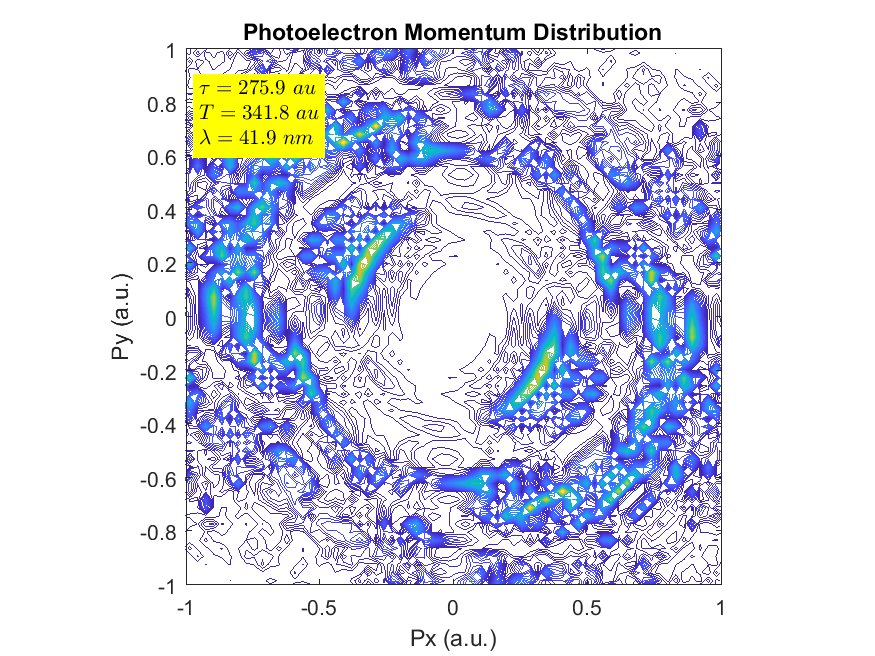 Photoelectron Momentum Distribution
τ = 275.9 au
T = 341.8 au
λ = 41.9 nm
1
0.8
0.6
0.4
0.2
0
-0.2
-0.4
-0.6
-0.8
-1
Py (a.u.)
-1 -0.5 0 0.5 1
Px (a.u.)